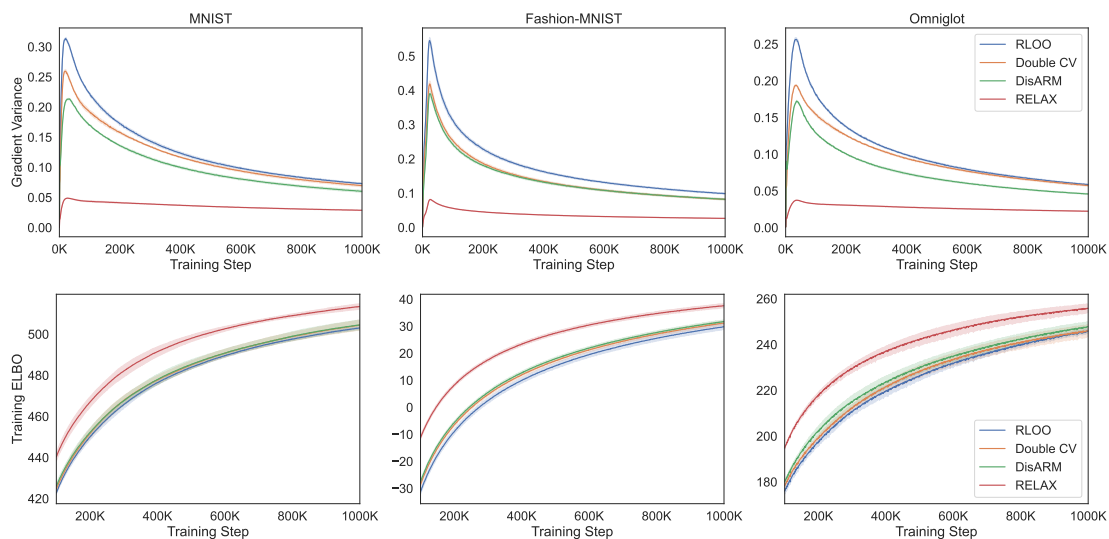 MNIST
Fashion-MNIST
Omniglot
Gradient Variance
0.30
0.25
0.20
0.15
0.10
0.05
0.00
0K 200K 400K 600K 800K 1000K
Training Step
0.5
0.4
0.3
0.2
0.1
0.0
0K 200K 400K 600K 800K 1000K
Training Step
0.25
0.20
0.15
0.10
0.05
0.00
0K 200K 400K 600K 800K 1000K
Training Step
RLOO
Double CV
DisARM
RELAX
Training ELBO
500
480
460
440
420
200K 400K 600K 800K 1000K
Training Step
40
30
20
10
0
−10
−20
−30
200K 400K 600K 800K 1000K
Training Step
260
240
220
200
180
200K 400K 600K 800K 1000K
Training Step
RLOO
Double CV
DisARM
RELAX